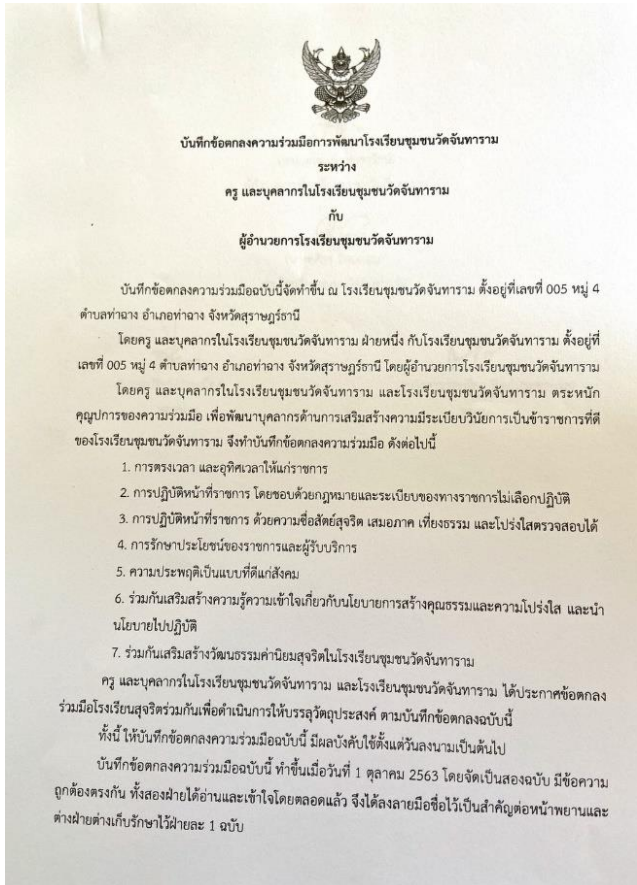 บันทึกข้อตกลงความร่วมมือการพัฒนาโรงเรียนชุมชนวัดจันทาราม
ระหว่าง
ครู และบุคลากรในโรงเรียนชุมชนวัดจันทาราม
กับ
ผู้อำนวยการโรงเรียนชุมชนวัดจันทาราม
บันทึกข้อตกลงความร่วมมือฉบับนี้จัดทำขึ้น ณ โรงเรียนชุมชนวัดจันทาราม ตั้งอยู่ที่เลขที่ 005 หมู่ 4
ตำบลท่าฉาง อำเภอท่าฉาง จังหวัดสุราษฎร์ธานี
โดยครู และบุคลากรในโรงเรียนชุมชนวัดจันทาราม ฝ่ายหนึ่ง กับโรงเรียนชุมชนวัดจันทาราม ตั้งอยู่ที่
เลขที่ 005 หมู่ 4 ตำบลท่าฉาง อำเภอท่าฉาง จังหวัดสุราษฎร์ธานี โดยผู้อำนวยการโรงเรียนชุมชนวัดจันทาราม
โดยครู และบุคลากรในโรงเรียนชุมชนวัดจันทาราม และโรงเรียนชุมชนวัดจันทาราม ตระหนัก
คุณูปการของความร่วมมือ เพื่อพัฒนาบุคลากรด้านการเสริมสร้างความมีระเบียบวินัยการเป็นข้าราชการที่ดี
ของโรงเรียนชุมชนวัดจันทาราม จึงทำบันทึกข้อตกลงความร่วมมือ ดังต่อไปนี้
1. การตรงเวลา และอุทิศเวลาให้แก่ราชการ
2. การปฏิบัติหน้าที่ราชการ โดยชอบด้วยกฎหมายและระเบียบของทางราชการไม่เลือกปฏิบัติ
3. การปฏิบัติหน้าที่ราชการ ด้วยความซื่อสัตย์สุจริต เสมอภาค เที่ยงธรรม และโปร่งใสตรวจสอบได้
4. การรักษาประโยชน์ของราชการและผู้รับบริการ
5. ความประพฤติเป็นแบบที่ดีแก่สังคม
6. ร่วมกันเสริมสร้างความรู้ความเข้าใจเกี่ยวกับนโยบายการสร้างคุณธรรมและความโปร่งใส และนำ
นโยบายไปปฏิบัติ
7. ร่วมกันเสริมสร้างวัฒนธรรมค่านิยมสุจริตในโรงเรียนชุมชนวัดจันทาราม
ครู และบุคลากรในโรงเรียนชุมชนวัดจันทาราม และโรงเรียนชุมชนวัดจันทาราม ได้ประกาศข้อตกลง
ร่วมมือโรงเรียนสุจริตร่วมกันเพื่อดำเนินการให้บรรลุวัตถุประสงค์ ตามบันทึกข้อตกลงฉบับนี้
ทั้งนี้ ให้บันทึกข้อตกลงความร่วมมือฉบับนี้ มีผลบังคับใช้ตั้งแต่วันลงนามเป็นต้นไป
บันทึกข้อตกลงความร่วมมือฉบับนี้ ทำขึ้นเมื่อวันที่ 1 ตุลาคม 2563 โดยจัดเป็นสองฉบับ มีข้อความ
ถูกต้องตรงกัน ทั้งสองฝ่ายได้อ่านและเข้าใจโดยตลอดแล้ว จึงได้ลงลายมือชื่อไว้เป็นสำคัญต่อหน้าพยานและ
ต่างฝ่ายต่างเก็บรักษาไว้ฝ่ายละ 1 ฉบับ